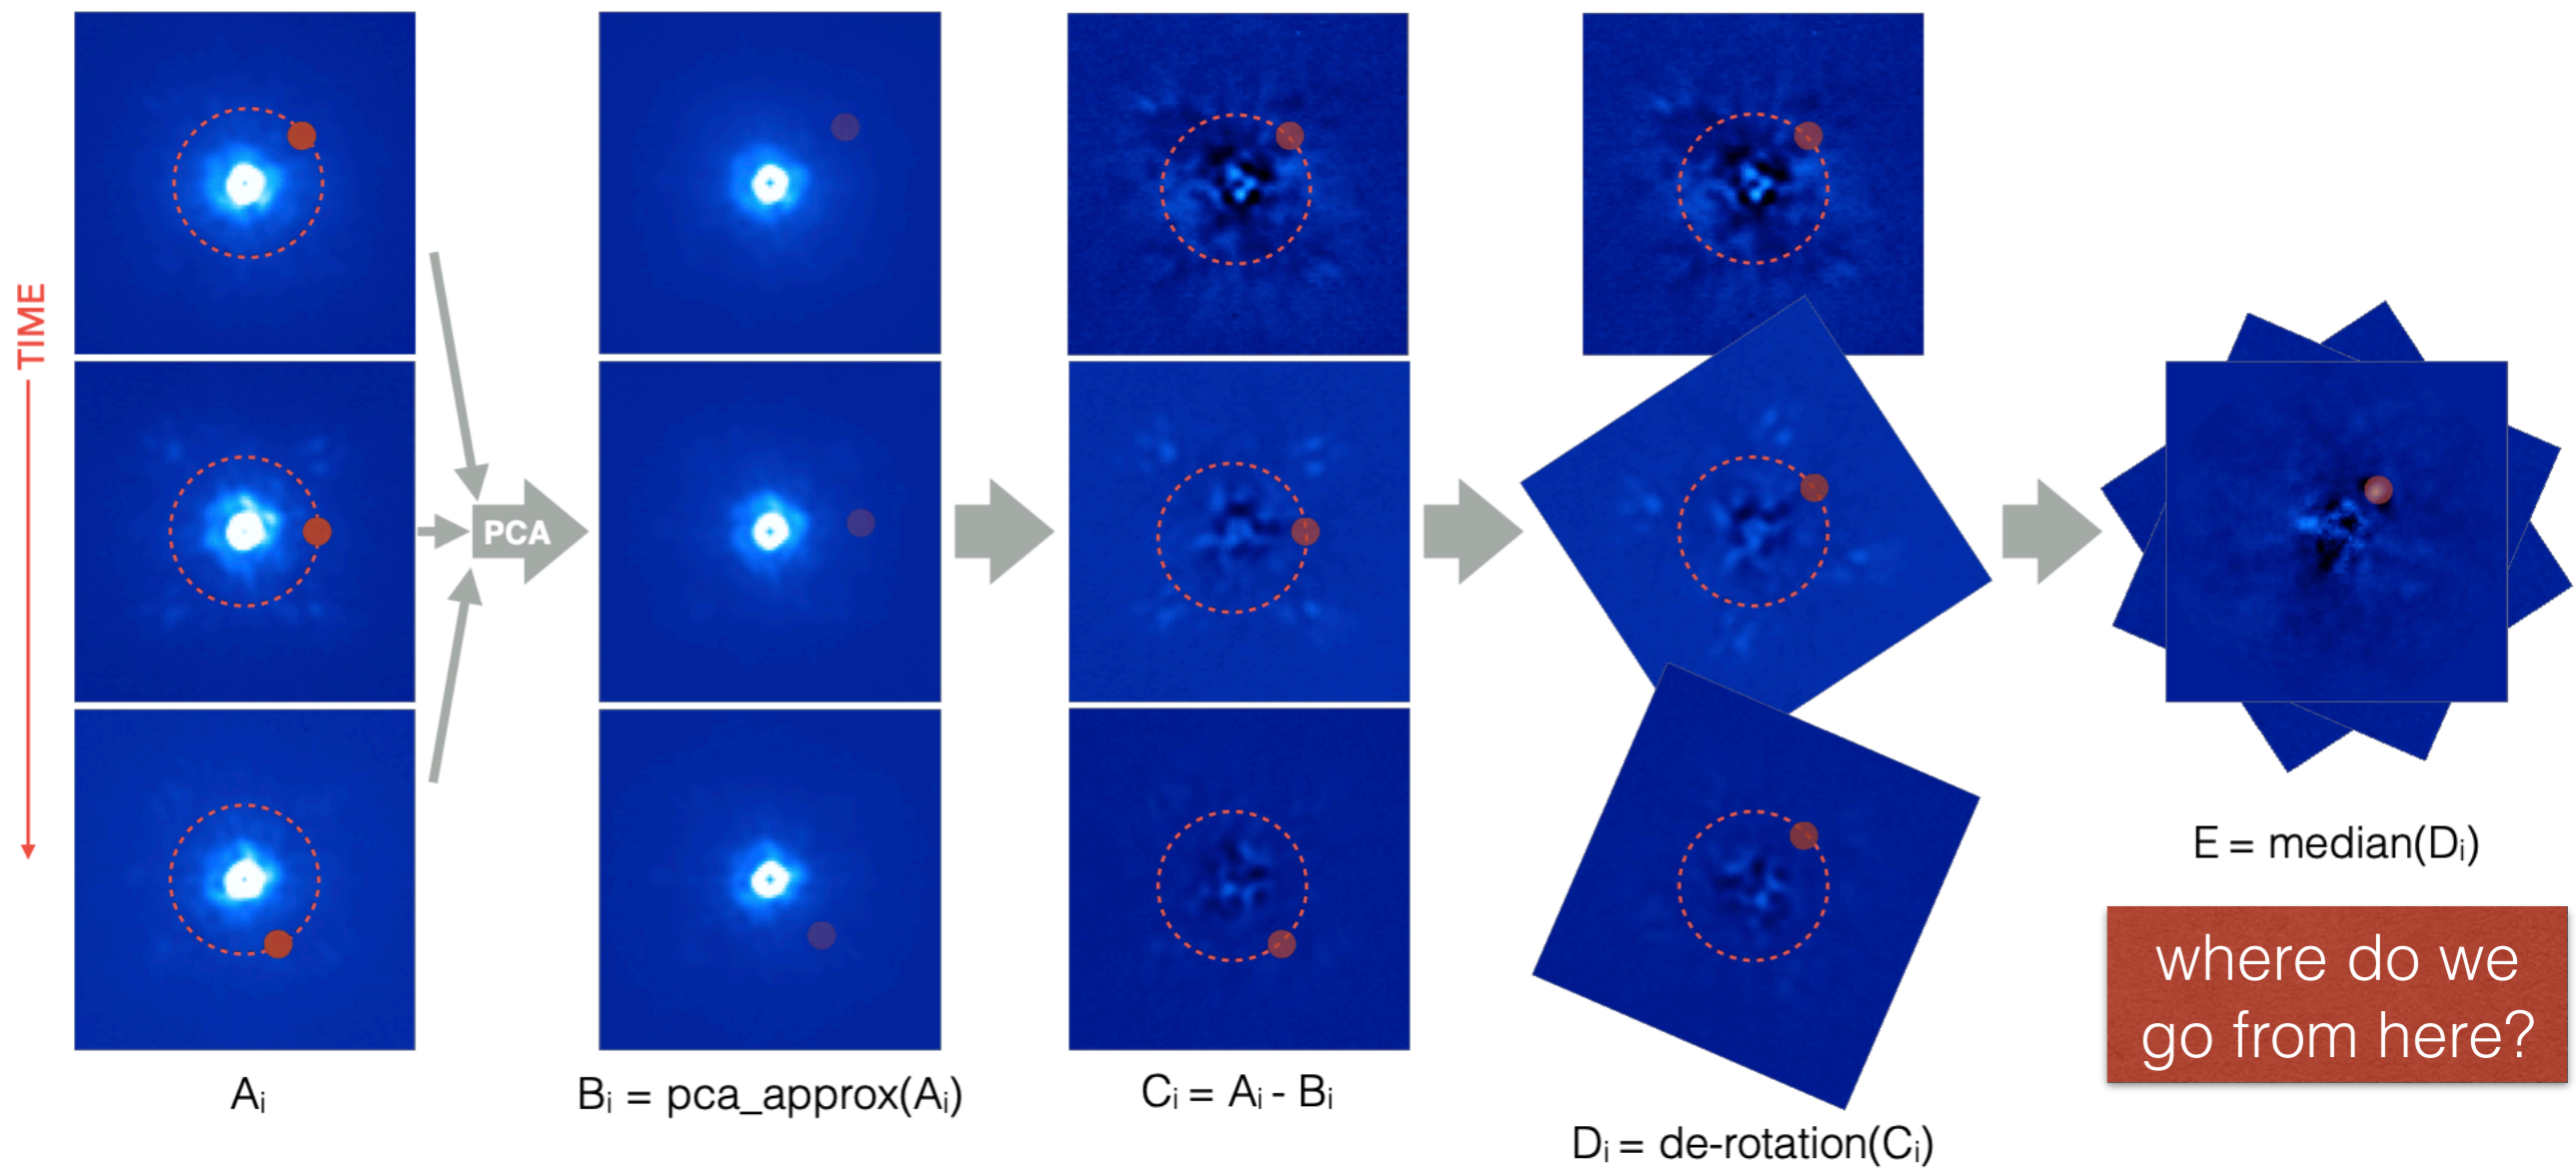 TIME
PCA
Aᵢ
Bᵢ = pca_approx(Aᵢ)
Cᵢ = Aᵢ - Bᵢ
Dᵢ = de-rotation(Cᵢ)
E = median(Dᵢ)
where do we
go from here?